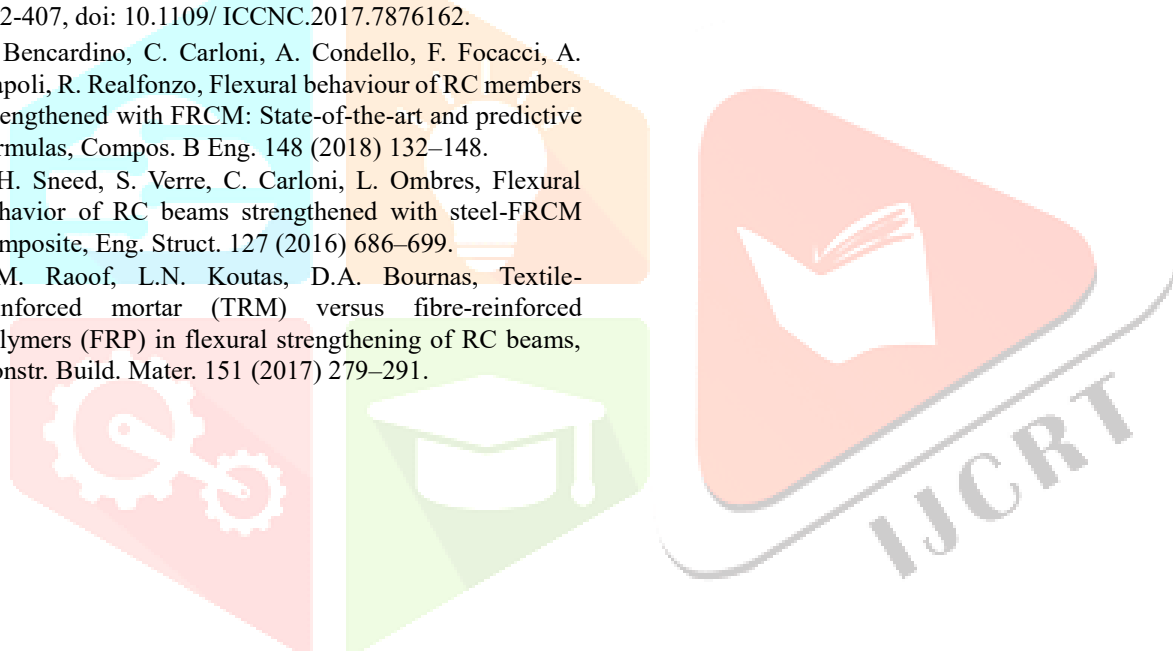 2-407, doi: 10.1109/ ICCNC.2017.7876162.
Bencardino, C. Carloni, A. Condello, F. Focacci, A.
apoli, R. Realfonzo, Flexural behaviour of RC members
engthened with FRCM: State-of-the-art and predictive
rmulas, Compos. B Eng. 148 (2018) 132–148.
H. Sneed, S. Verre, C. Carloni, L. Ombres, Flexural
havior of RC beams strengthened with steel-FRCM
mposite, Eng. Struct. 127 (2016) 686–699.
M. Raoof, L.N. Koutas, D.A. Bournas, Textile-
nforced mortar (TRM) versus fibre-reinforced
lymers (FRP) in flexural strengthening of RC beams,
onstr. Build. Mater. 151 (2017) 279–291.
IJCRT